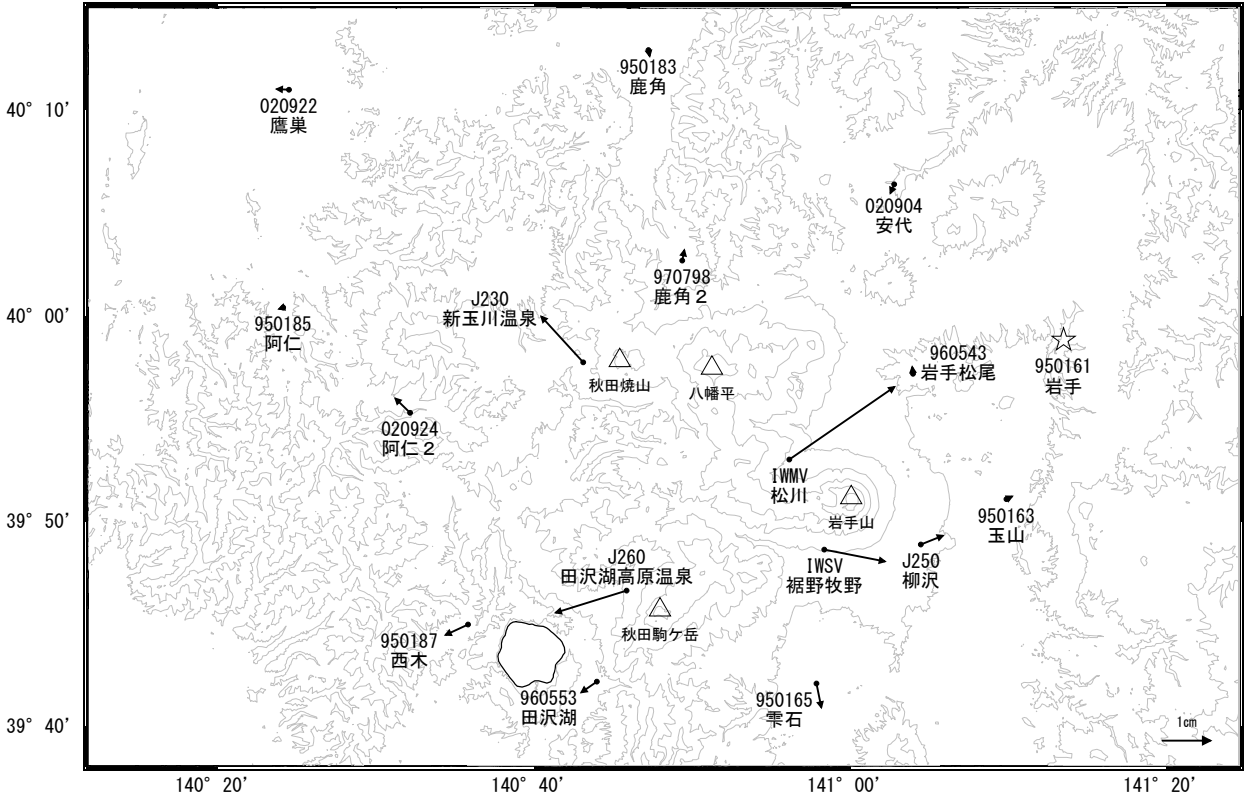 950183
鹿角
40° 10'
020922
鷹巣
020904
安代
970798
鹿角２
J230
新玉川温泉
40° 00'
950185
阿仁
960543
岩手松尾
950161
岩手
秋田焼山
八幡平
020924
阿仁２
IWMV
松川
岩手山
39° 50'
950163
玉山
J260
田沢湖高原温泉
IWSV
裾野牧野
J250
柳沢
秋田駒ケ岳
950187
西木
960553
田沢湖
950165
雫石
39° 40'
1cm
140° 20'
140° 40'
141° 00'
141° 20'